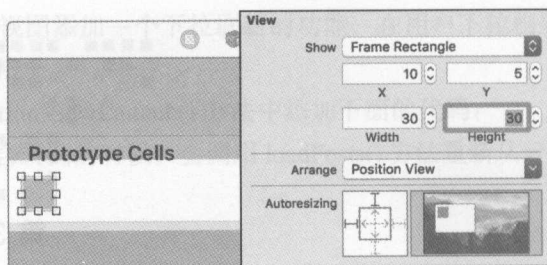 View
Show Frame Rectangle
10 5
X Y
30 30
Width Height
Prototype Cells
Arrange Position View
Autoresizing